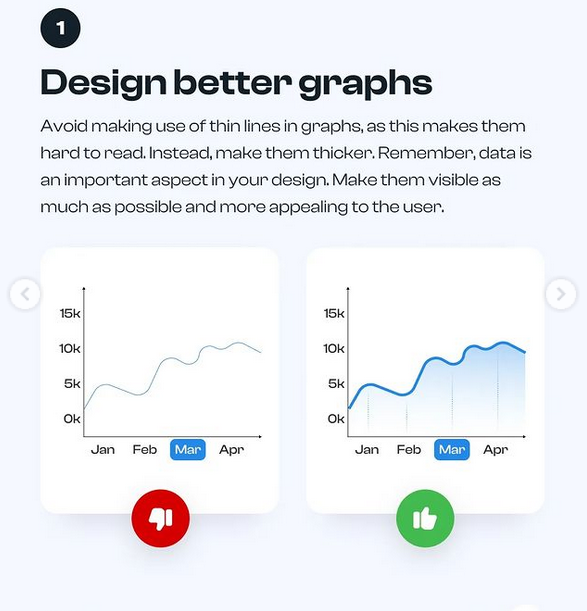 1
Design better graphs
Avoid making use of thin lines in graphs, as this makes them
hard to read. Instead, make them thicker. Remember, data is
an important aspect in your design. Make them visible as
much as possible and more appealing to the user.
15k
10k
5k
0k
Jan Feb Mar Apr
15k
10k
5k
0k
Jan Feb Mar Apr